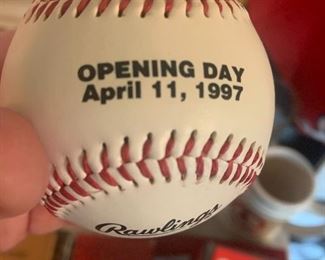 OPENING DAY
April 11, 1997
Rawlings